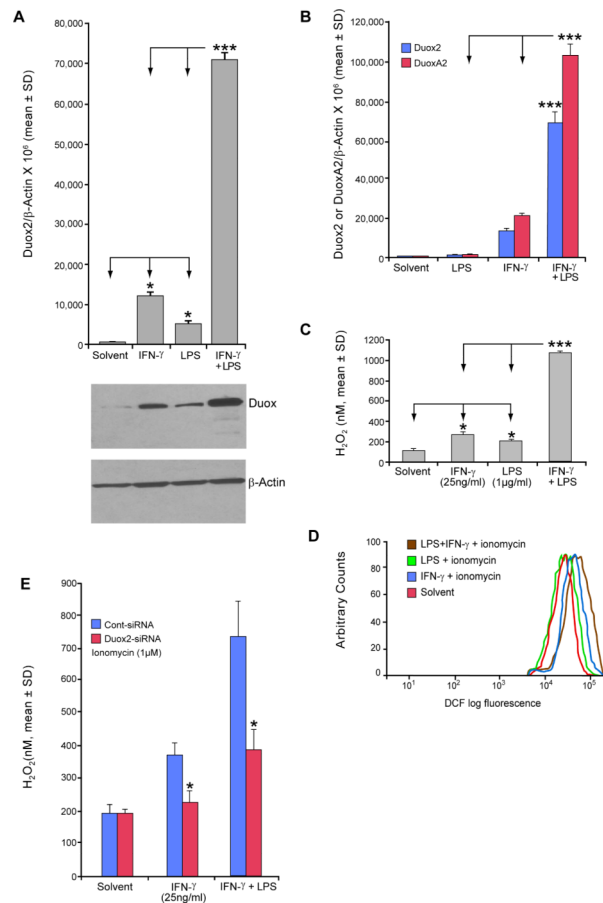 A
Duox2/β-Actin X 10⁶ (mean ± SD)
80,000
70,000
60,000
50,000
40,000
30,000
20,000
10,000
0
***
*
*
Solvent
IFN-γ
LPS
IFN-γ
+LPS
Duox
β-Actin
B
Duox2 or DuoxA2/β-Actin X 10⁶ (mean ± SD)
Duox2
DuoxA2
120,000
100,000
80,000
60,000
40,000
20,000
0
***
***
Solvent
LPS
IFN-γ
IFN-γ
+LPS
C
H₂O₂ (nM, mean ± SD)
1200
1000
800
600
400
200
0
***
*
*
Solvent
IFN-γ
(25ng/ml)
LPS
(1µg/ml)
IFN-γ
+ LPS
D
LPS+IFN-γ + ionomycin
LPS + ionomycin
IFN-γ + ionomycin
Solvent
Arbitrary Counts
100
80
60
40
20
0
10¹
10²
10³
10⁴
10⁵
DCF log fluorescence
E
H₂O₂(nM, mean ± SD)
Cont-siRNA
Duox2-siRNA
Ionomycin (1µM)
900
800
700
600
500
400
300
200
100
0
*
*
Solvent
IFN-γ
(25ng/ml)
IFN-γ + LPS